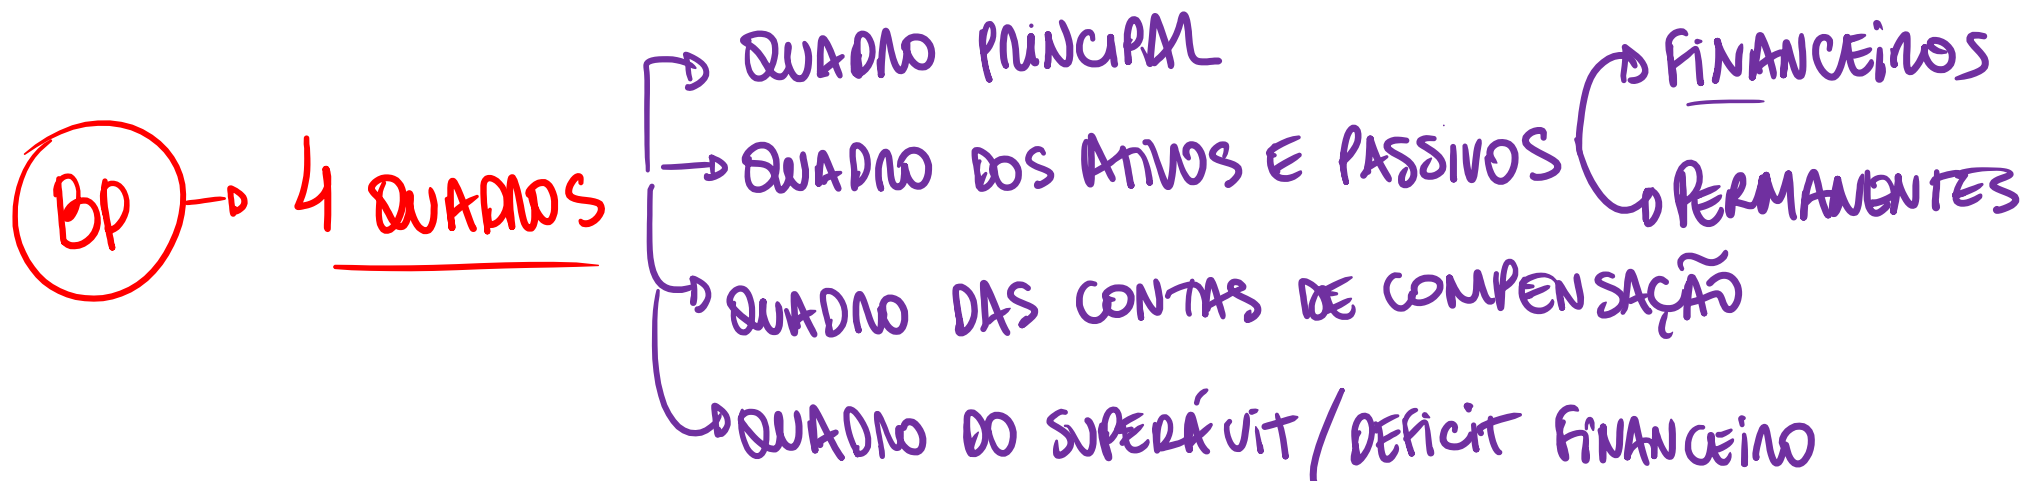 BP → 4 QUADROS
→ QUADRO PRINCIPAL
→ QUADRO DOS ATIVOS E PASSIVOS
→ FINANCEIROS
→ PERMANENTES
→ QUADRO DAS CONTAS DE COMPENSAÇÃO
→ QUADRO DO SUPERÁVIT/DEFICIT FINANCEIRO